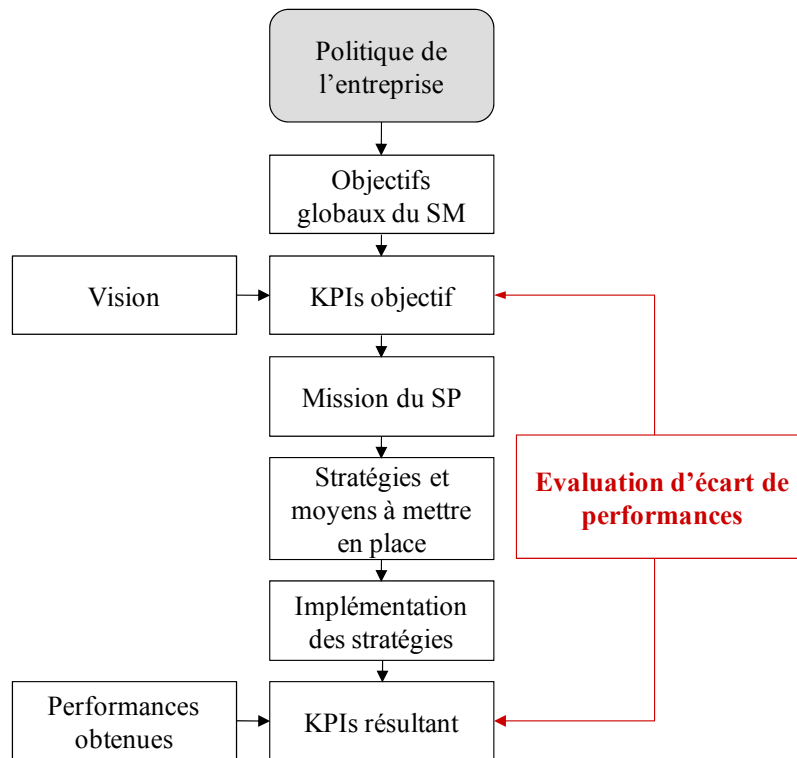 Politique de
l’entreprise
Objectifs
globaux du SM
Vision
KPIs objectif
Mission du SP
Stratégies et
moyens à mettre
en place
Evaluation d’écart de
performances
Implémentation
des stratégies
Performances
obtenues
KPIs résultant